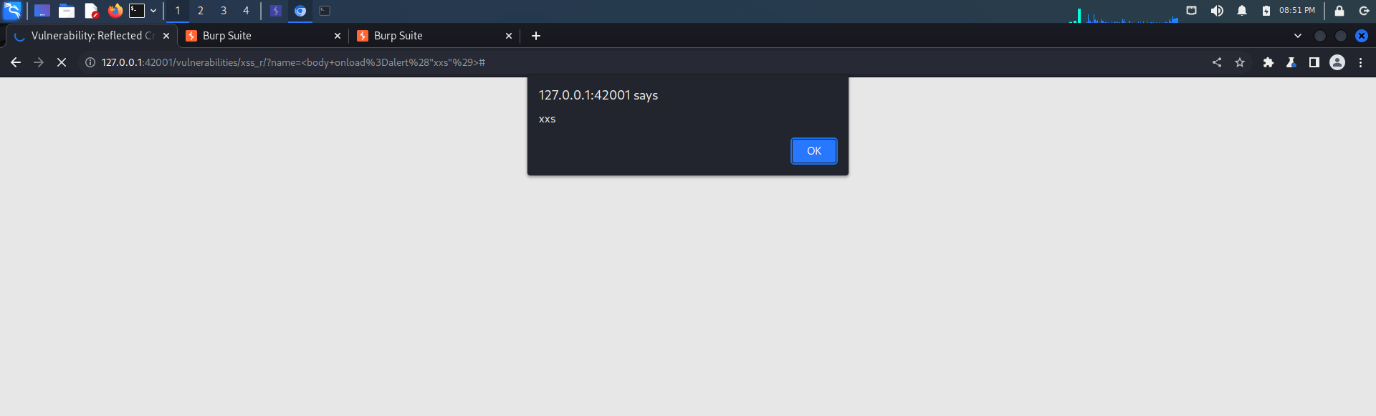 1 2 3 4 08:51 PM
Vulnerability: Reflected Cr Burp Suite Burp Suite
127.0.0.1:42001/vulnerabilities/xss_r/?name=<body+onload%3Dalert%28"xxs"%29>#
127.0.0.1:42001 says
xxs
OK